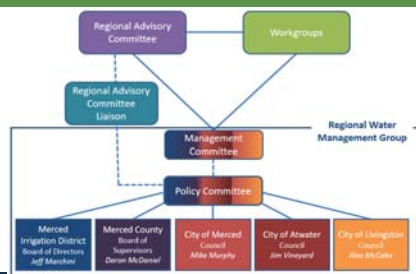 Regional Advisory
Committee
Workgroups
Regional Advisory
Committee
Liaison
Regional Water
Management Group
Management
Committee
Policy Committee
Merced
Irrigation District
Board of Directors
Jeff Marchini
Merced County
Board of
Supervisors
Daron McDaniel
City of Merced
Council
Mike Murphy
City of Atwater
Council
Jim Vineyard
City of Livingston
Council
Alex McCabe